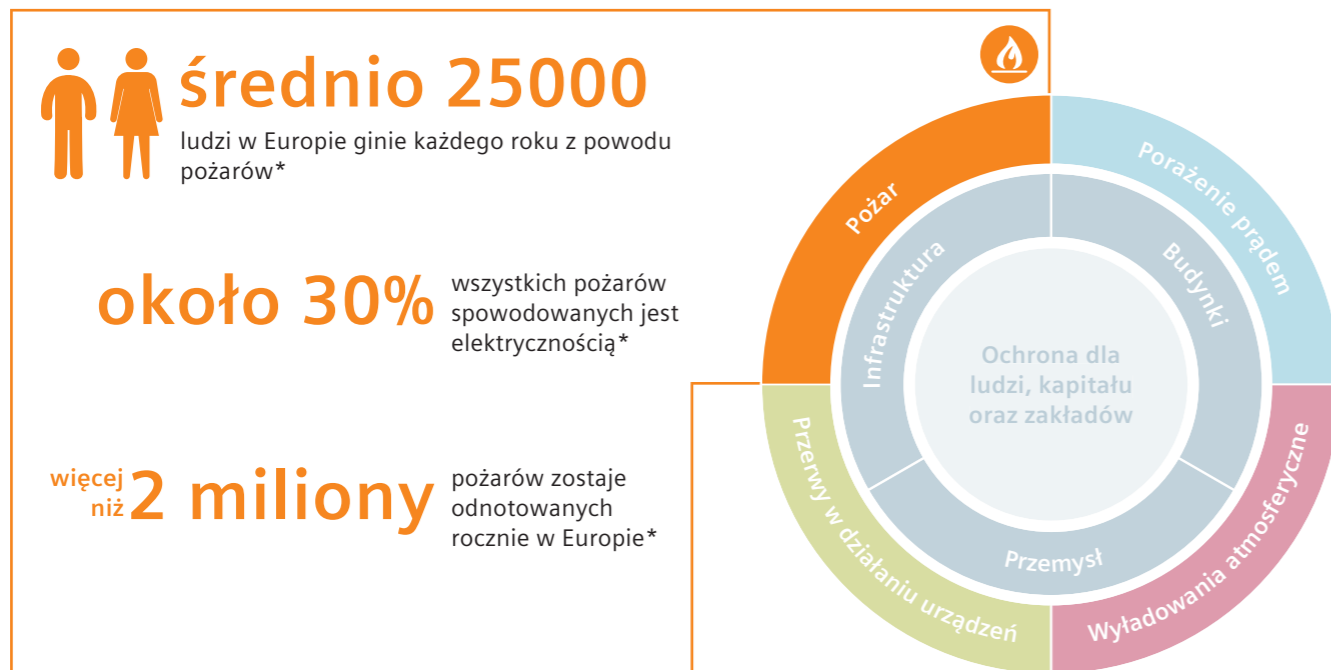 średnio 25000
ludzi w Europie ginie każdego roku z powodu
pożarów*
około 30%
wszystkich pożarów
spowodowanych jest
elektrycznością*
więcej
niż
2 miliony
pożarów zostaje
odnotowanych
rocznie w Europie*
Pożar
Porażenie prądem
Infrastruktura
Budynki
Ochrona dla
ludzi, kapitału
oraz zakładów
Przemysł
Przerwy w działaniu urządzeń
Wyładowania atmosferyczne